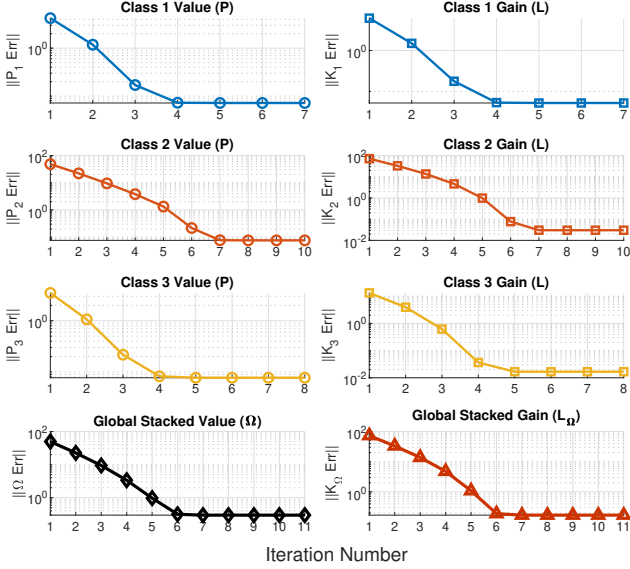 Class 1 Value (P)
||P1 Err||
10^0
1 2 3 4 5 6 7
Class 1 Gain (L)
||K1 Err||
10^0
1 2 3 4 5 6 7
Class 2 Value (P)
||P2 Err||
10^2
10^0
1 2 3 4 5 6 7 8 9 10
Class 2 Gain (L)
||K2 Err||
10^2
10^0
10^-2
1 2 3 4 5 6 7 8 9 10
Class 3 Value (P)
||P3 Err||
10^0
1 2 3 4 5 6 7 8
Class 3 Gain (L)
||K3 Err||
10^0
10^-2
1 2 3 4 5 6 7 8
Global Stacked Value (Ω)
||Ω Err||
10^2
10^0
1 2 3 4 5 6 7 8 9 10 11
Global Stacked Gain (LΩ)
||KΩ Err||
10^2
10^0
1 2 3 4 5 6 7 8 9 10 11
Iteration Number